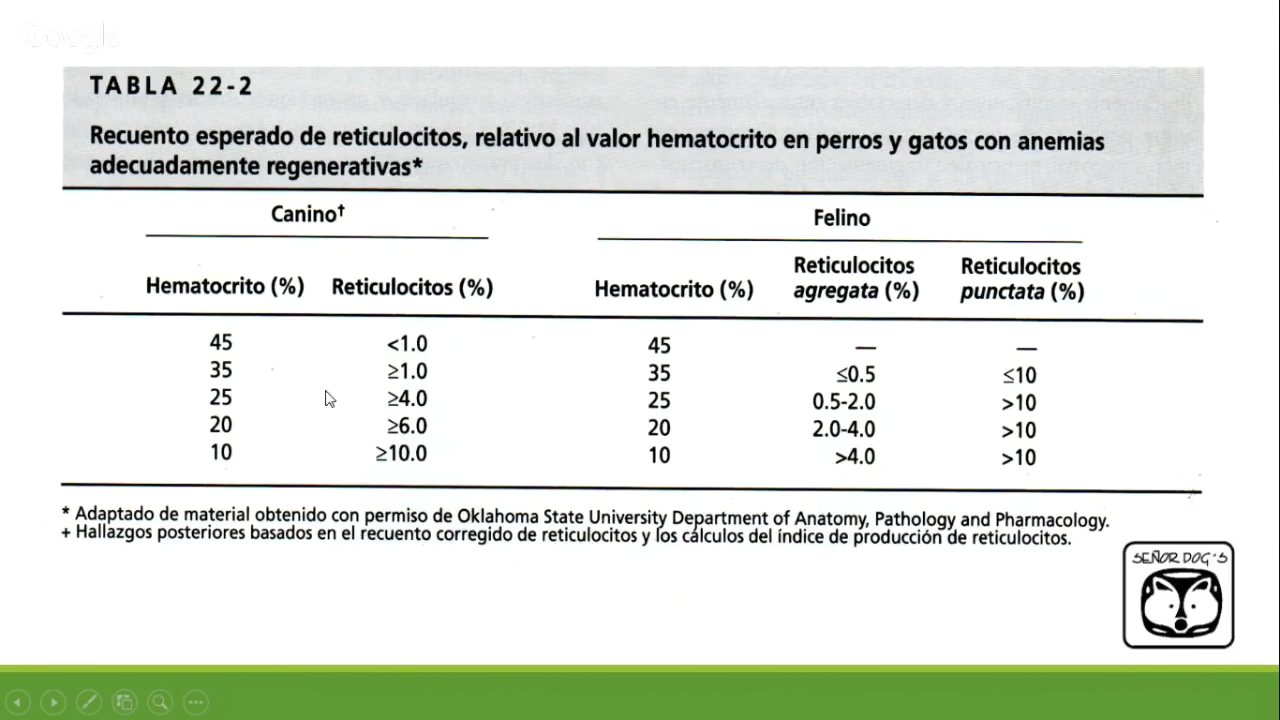 Google
TABLA 22-2
Recuento esperado de reticulocitos, relativo al valor hematocrito en perros y gatos con anemias
adecuadamente regenerativas*
Canino† Felino
Hematocrito (%) Reticulocitos (%) Hematocrito (%) Reticulocitos agregata (%) Reticulocitos punctata (%)
45 <1.0 45 — —
35 ≥1.0 35 ≤0.5 ≤10
25 ≥4.0 25 0.5-2.0 >10
20 ≥6.0 20 2.0-4.0 >10
10 ≥10.0 10 >4.0 >10
* Adaptado de material obtenido con permiso de Oklahoma State University Department of Anatomy, Pathology and Pharmacology.
+ Hallazgos posteriores basados en el recuento corregido de reticulocitos y los cálculos del índice de producción de reticulocitos.
SEÑOR DOG'S